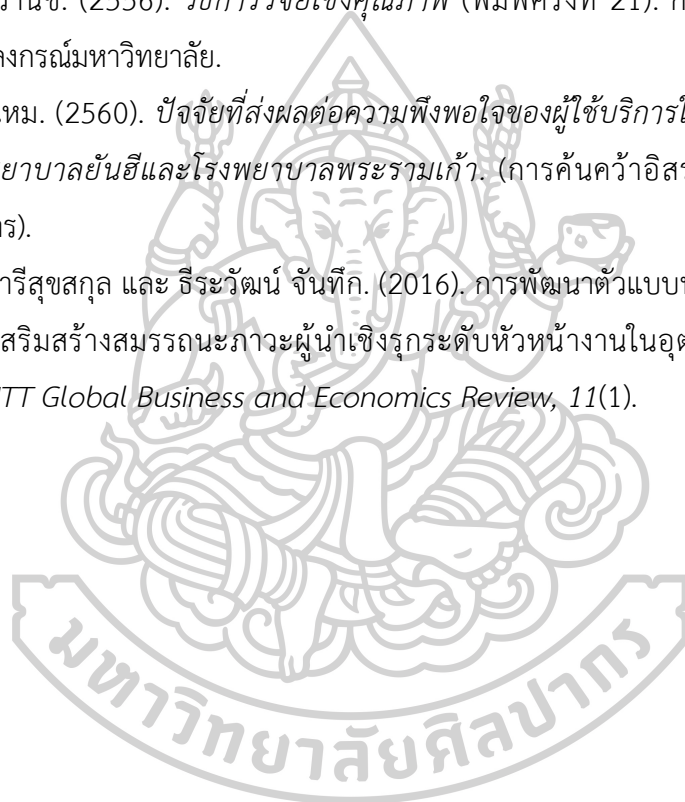 วานิช. (2556). วิธีการวิจัยเชิงคุณภาพ (พิมพ์ครั้งที่ 21). ก
ลงกรณ์มหาวิทยาลัย.
หม. (2560). ปัจจัยที่ส่งผลต่อความพึงพอใจของผู้ใช้บริการใ
ยาบาลยันฮีและโรงพยาบาลพระรามเก้า. (การค้นคว้าอิสร
าร).
ารีสุขสกุล และ ธีระวัฒน์ จันทึก. (2016). การพัฒนาตัวแบบ
สริมสร้างสมรรถนะภาวะผู้นำเชิงรุกระดับหัวหน้างานในอุต
TT Global Business and Economics Review, 11(1).
มหาวิทยาลัยศิลปากร